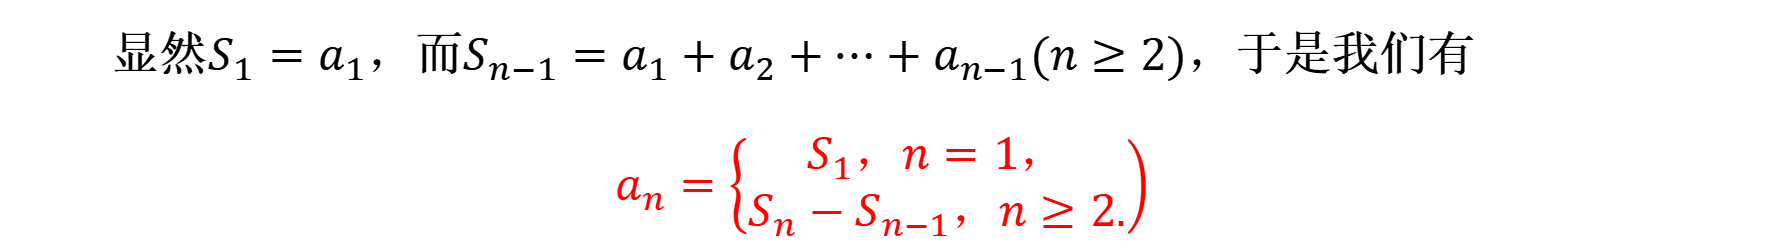 显然S₁ = a₁，而Sₙ₋₁ = a₁ + a₂ + ⋯ + aₙ₋₁(n ≥ 2)，于是我们有
aₙ = { S₁，n = 1，
Sₙ − Sₙ₋₁，n ≥ 2. )